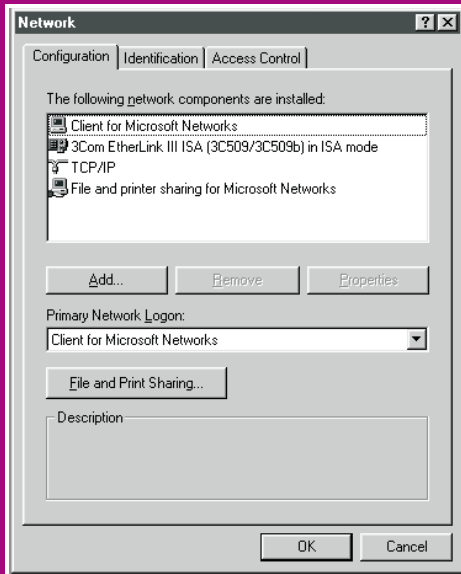 Network
Configuration Identification Access Control
The following network components are installed:
Client for Microsoft Networks
3Com EtherLink III ISA (3C509/3C509b) in ISA mode
TCP/IP
File and printer sharing for Microsoft Networks
Add... Remove Properties
Primary Network Logon:
Client for Microsoft Networks
File and Print Sharing...
Description
OK Cancel